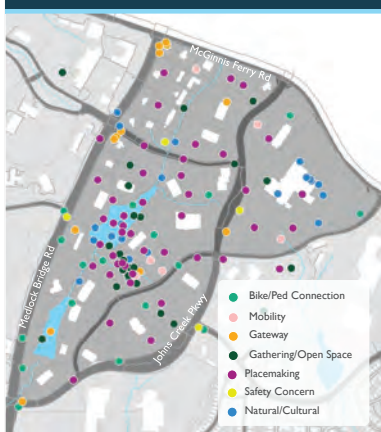 McGinnis Ferry Rd
Medlock Bridge Rd
Johns Creek Pkwy
Bike/Ped Connection
Mobility
Gateway
Gathering/Open Space
Placemaking
Safety Concern
Natural/Cultural